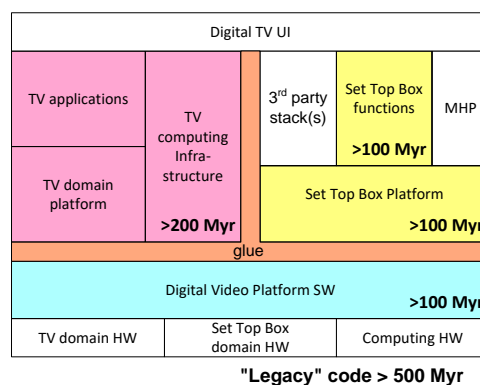 Digital TV UI
TV applications
TV domain
platform
TV
computing
Infra-
structure
>200 Myr
3rd party
stack(s)
Set Top Box
functions
>100 Myr
MHP
Set Top Box Platform
>100 Myr
glue
Digital Video Platform SW
>100 Myr
TV domain HW
Set Top Box
domain HW
Computing HW
"Legacy" code > 500 Myr